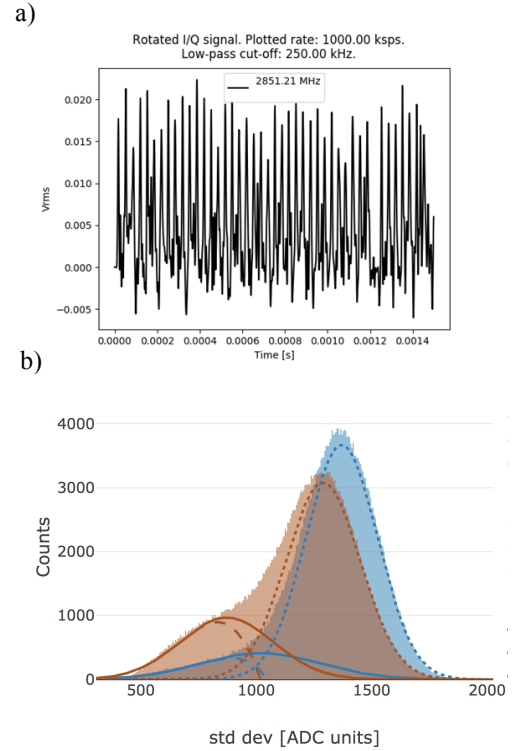 a)
Rotated I/Q signal. Plotted rate: 1000.00 ksps.
Low-pass cut-off: 250.00 kHz.
2851.21 MHz
0.020
0.015
0.010
0.005
0.000
−0.005
Vrms
0.0000 0.0002 0.0004 0.0006 0.0008 0.0010 0.0012 0.0014
Time [s]
b)
4000
3000
2000
1000
0
Counts
500 1000 1500 2000
std dev [ADC units]